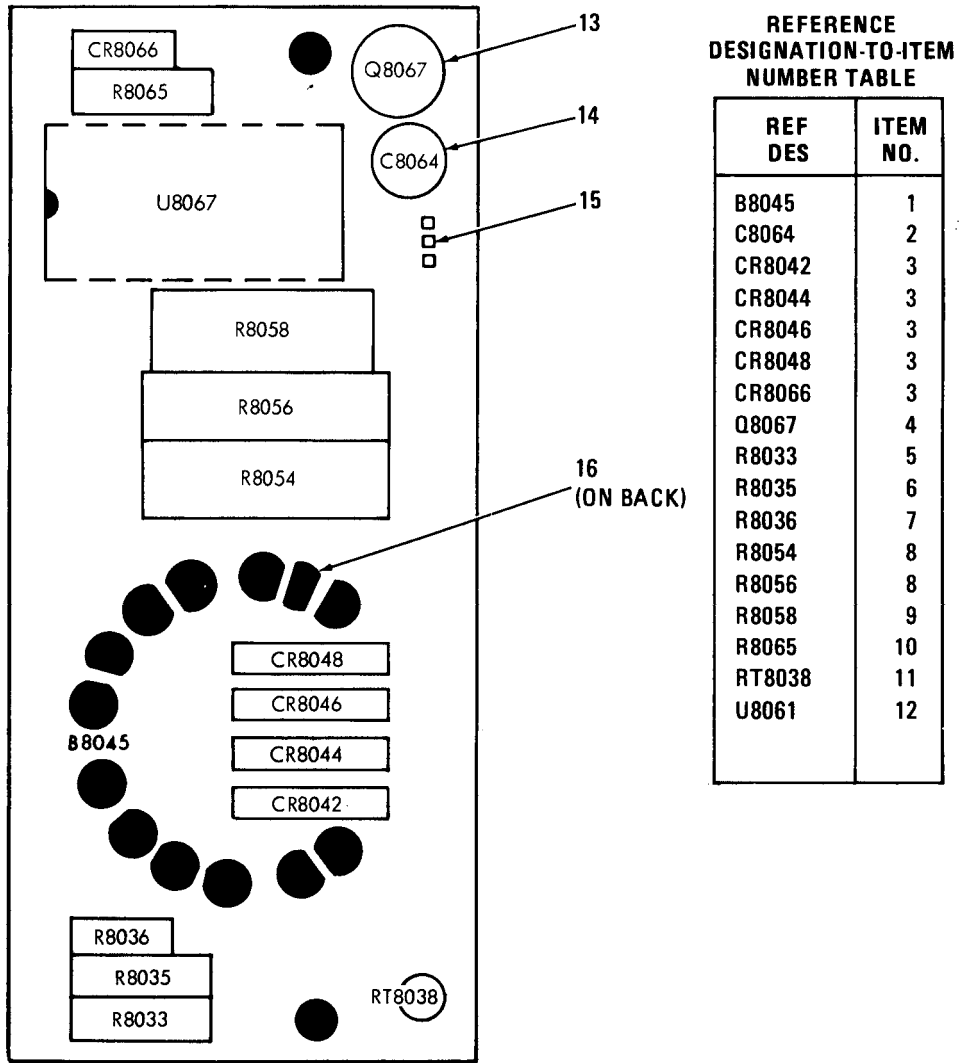 CR8066
R8065
Q8067
13
C8064
14
U8067
15
R8058
R8056
R8054
16
(ON BACK)
CR8048
CR8046
B8045
CR8044
CR8042
R8036
R8035
R8033
RT8038
REFERENCE
DESIGNATION-TO-ITEM
NUMBER TABLE
REF DES ITEM NO.
B8045 1
C8064 2
CR8042 3
CR8044 3
CR8046 3
CR8048 3
CR8066 3
Q8067 4
R8033 5
R8035 6
R8036 7
R8054 8
R8056 8
R8058 9
R8065 10
RT8038 11
U8061 12